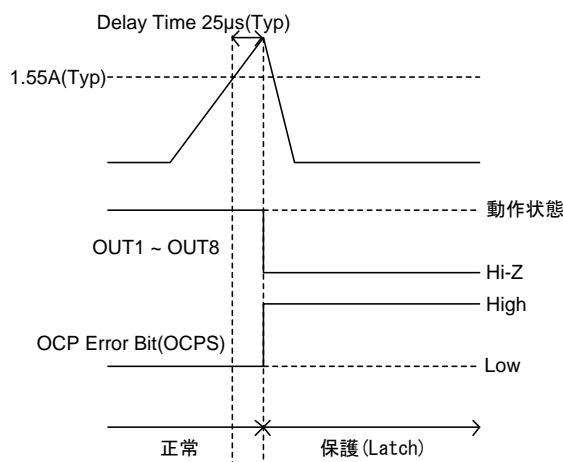 Delay Time 25μs(Typ)
1.55A(Typ)
動作状態
OUT1 ~ OUT8
Hi-Z
High
OCP Error Bit(OCPS)
Low
正常
保護(Latch)